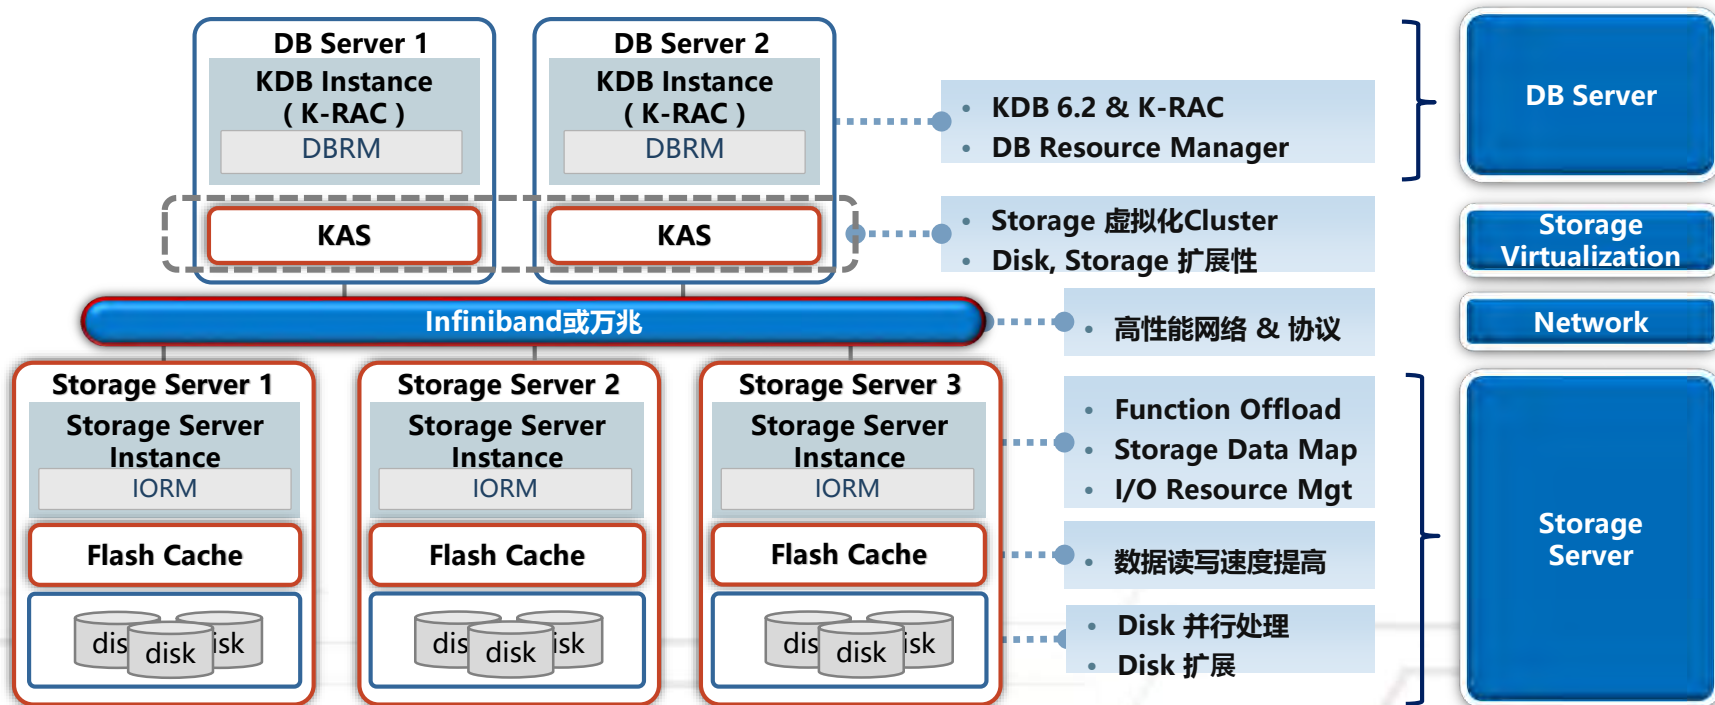 DB Server 1
KDB Instance
( K-RAC )
DBRM
KAS
DB Server 2
KDB Instance
( K-RAC )
DBRM
KAS
• KDB 6.2 & K-RAC
• DB Resource Manager
DB Server
• Storage 虚拟化Cluster
• Disk, Storage 扩展性
Storage
Virtualization
Infiniband或万兆
• 高性能网络 & 协议
Network
Storage Server 1
Storage Server
Instance
IORM
Flash Cache
disk
disk
disk
Storage Server 2
Storage Server
Instance
IORM
Flash Cache
disk
disk
disk
Storage Server 3
Storage Server
Instance
IORM
Flash Cache
disk
disk
disk
• Function Offload
• Storage Data Map
• I/O Resource Mgt
• 数据读写速度提高
• Disk 并行处理
• Disk 扩展
Storage
Server